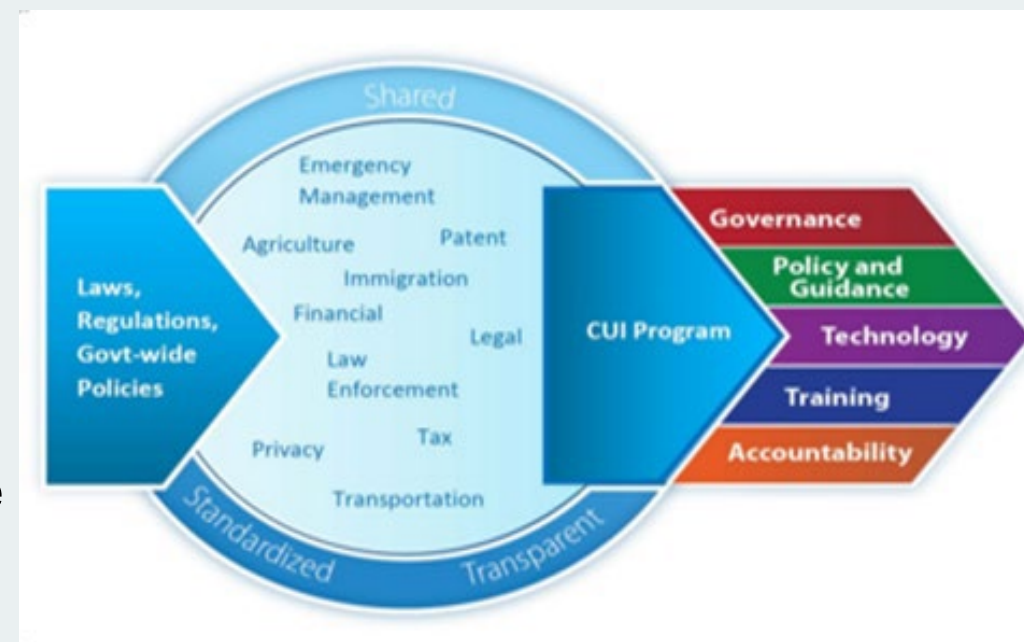 Shared
Emergency
Management
Agriculture
Patent
Immigration
Financial
Legal
Law
Enforcement
Privacy
Tax
Transportation
Standardized
Transparent
Laws,
Regulations,
Govt-wide
Policies
CUI Program
Governance
Policy and
Guidance
Technology
Training
Accountability
e